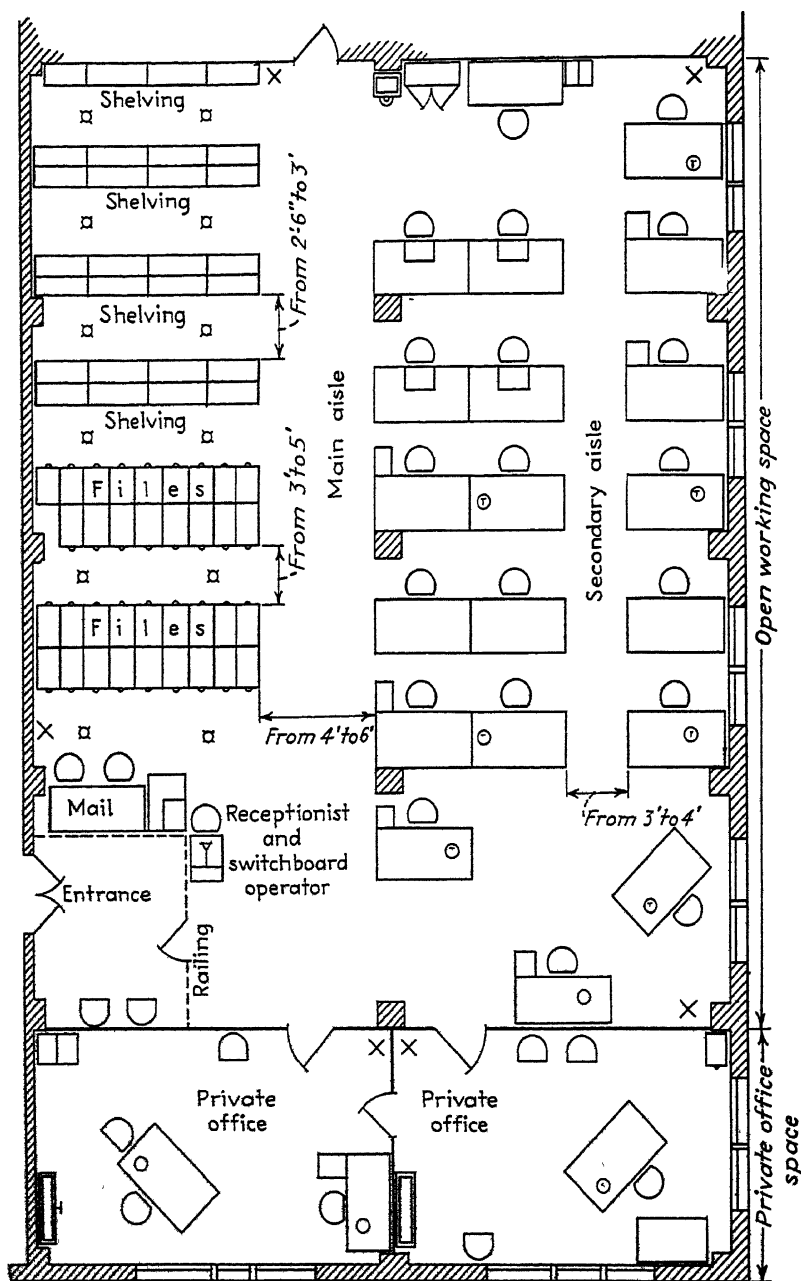 Shelving
Shelving
From 2'6" to 3'
Shelving
Shelving
Main aisle
Secondary aisle
Open working space
Files
From 3' to 5'
Files
From 4' to 6'
From 3' to 4'
Mail
Receptionist
and
switchboard
operator
Entrance
Railing
Private
office
Private
office
Private office
space